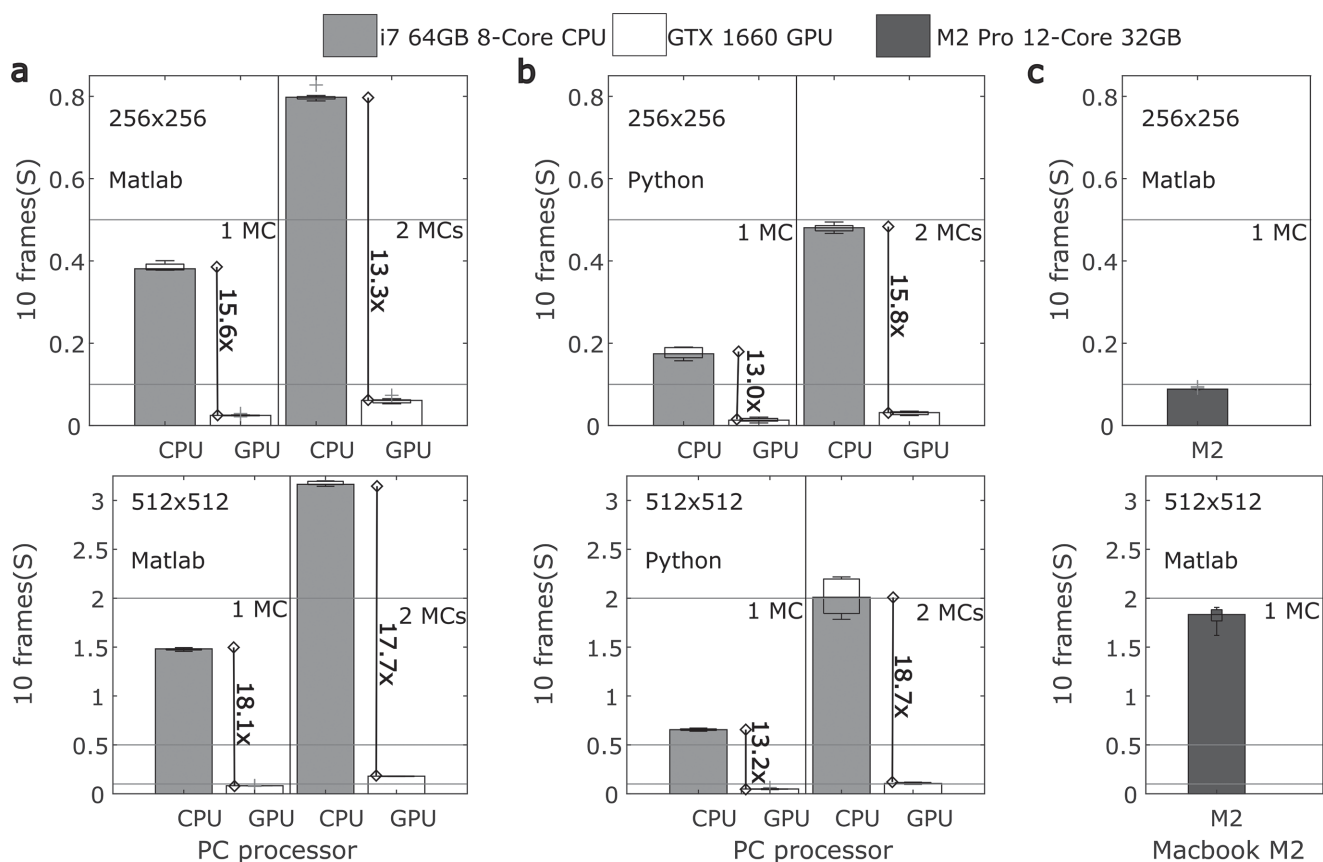 i7 64GB 8-Core CPU GTX 1660 GPU M2 Pro 12-Core 32GB
a
10 frames(S)
0.8
0.6
0.4
0.2
0
256x256
Matlab
1 MC
2 MCs
15.6x
13.3x
CPU GPU CPU GPU
b
10 frames(S)
0.8
0.6
0.4
0.2
0
256x256
Python
1 MC
2 MCs
13.0x
15.8x
CPU GPU CPU GPU
c
10 frames(S)
0.8
0.6
0.4
0.2
0
256x256
Matlab
1 MC
M2
10 frames(S)
3
2.5
2
1.5
1
0.5
0
512x512
Matlab
1 MC
2 MCs
18.1x
17.7x
CPU GPU CPU GPU
PC processor
10 frames(S)
3
2.5
2
1.5
1
0.5
0
512x512
Python
1 MC
2 MCs
13.2x
18.7x
CPU GPU CPU GPU
PC processor
10 frames(S)
3
2.5
2
1.5
1
0.5
0
512x512
Matlab
1 MC
M2
Macbook M2